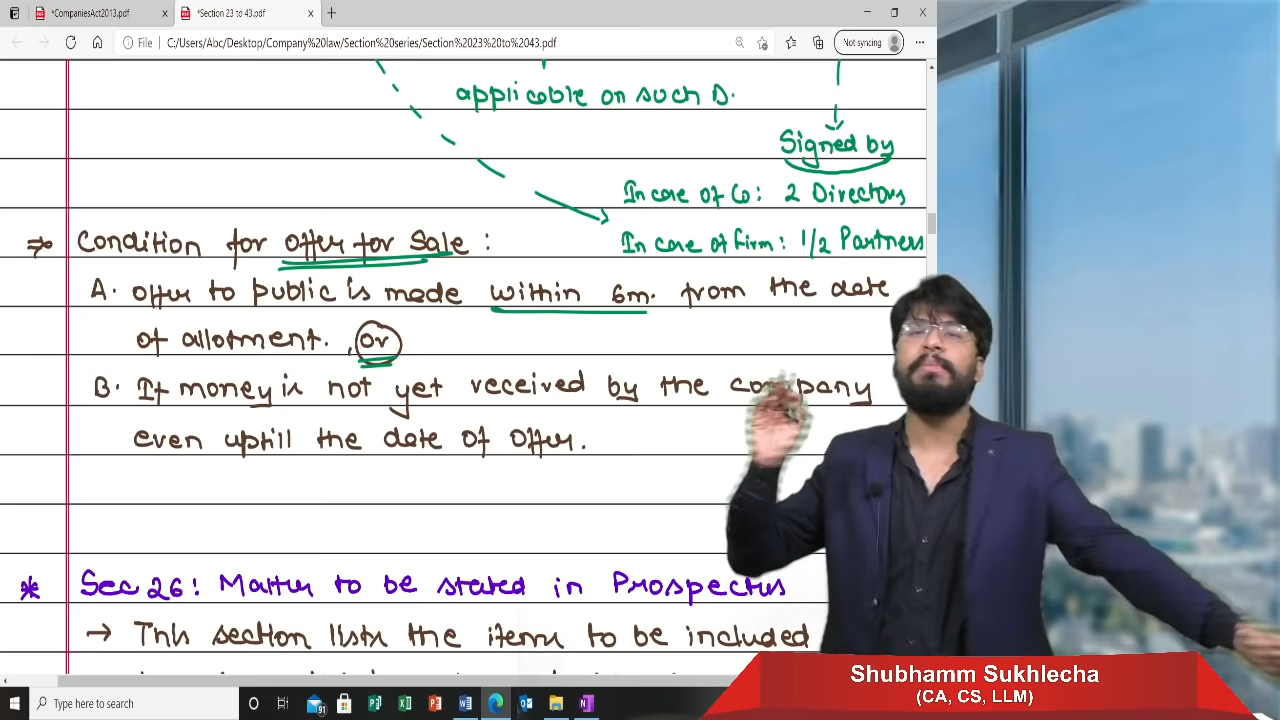 *CompaniesAct2013.pdf
*Section 23 to 43.pdf
File
C:/Users/Abc/Desktop/Company%20law/Section%20series/Section%2023%20to%2043.pdf
Not syncing
applicable on such D.
Signed by
In case of Co: 2 Directors
In case of Firm: 1/2 Partners
⇒ Condition for offer for Sale :
A. offer to public is made within 6m. from the date
of allotment. , or
B. If money is not yet received by the company
even uptill the date of offer.
* Sec 26: Matter to be stated in Prospectus
→ This section lists the items to be included
Shubhamm Sukhlecha
(CA, CS, LLM)
Type here to search
91